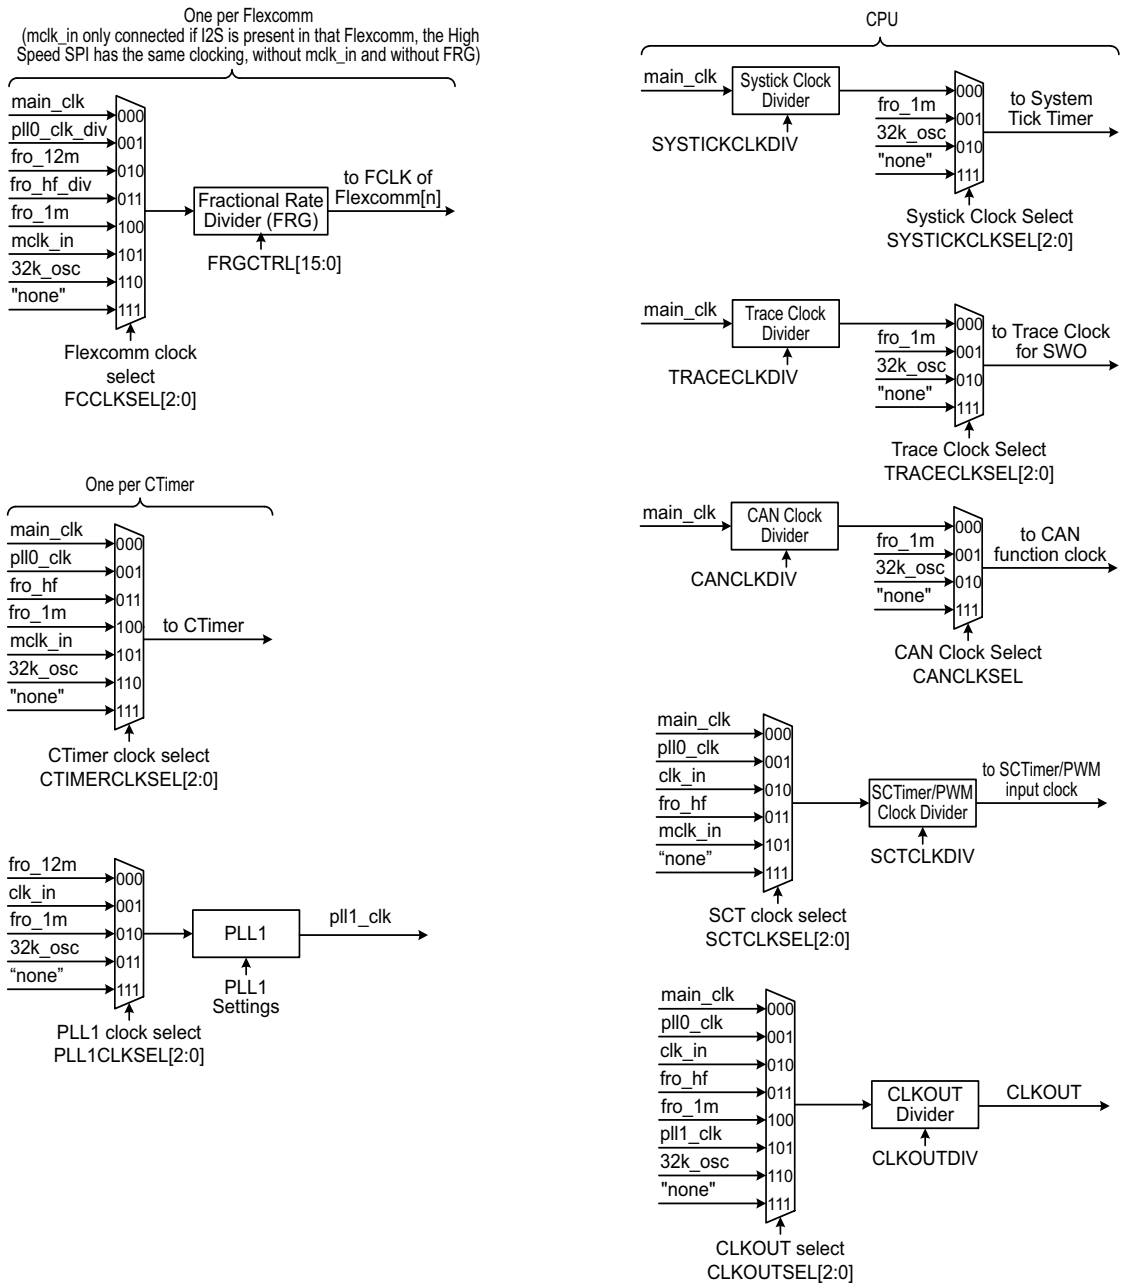 One per Flexcomm
(mclk_in only connected if I2S is present in that Flexcomm, the High
Speed SPI has the same clocking, without mclk_in and without FRG)
main_clk
000
pll0_clk_div
001
fro_12m
010
fro_hf_div
011
fro_1m
100
mclk_in
101
32k_osc
110
"none"
111
Fractional Rate
Divider (FRG)
to FCLK of
Flexcomm[n]
FRGCTRL[15:0]
Flexcomm clock
select
FCCLKSEL[2:0]
One per CTimer
main_clk
000
pll0_clk
001
fro_hf
011
fro_1m
100
mclk_in
101
32k_osc
110
"none"
111
to CTimer
CTimer clock select
CTIMERCLKSEL[2:0]
fro_12m
000
clk_in
001
fro_1m
010
32k_osc
011
“none”
111
PLL1
pll1_clk
PLL1
Settings
PLL1 clock select
PLL1CLKSEL[2:0]
CPU
main_clk
Systick Clock
Divider
SYSTICKCLKDIV
000
fro_1m
001
32k_osc
010
"none"
111
to System
Tick Timer
Systick Clock Select
SYSTICKCLKSEL[2:0]
main_clk
Trace Clock
Divider
TRACECLKDIV
000
fro_1m
001
32k_osc
010
"none"
111
to Trace Clock
for SWO
Trace Clock Select
TRACECLKSEL[2:0]
main_clk
CAN Clock
Divider
CANCLKDIV
000
fro_1m
001
32k_osc
010
"none"
111
to CAN
function clock
CAN Clock Select
CANCLKSEL
main_clk
000
pll0_clk
001
clk_in
010
fro_hf
011
mclk_in
101
“none”
111
SCTimer/PWM
Clock Divider
to SCTimer/PWM
input clock
SCTCLKDIV
SCT clock select
SCTCLKSEL[2:0]
main_clk
000
pll0_clk
001
clk_in
010
fro_hf
011
fro_1m
100
pll1_clk
101
32k_osc
110
"none"
111
CLKOUT
Divider
CLKOUT
CLKOUTDIV
CLKOUT select
CLKOUTSEL[2:0]